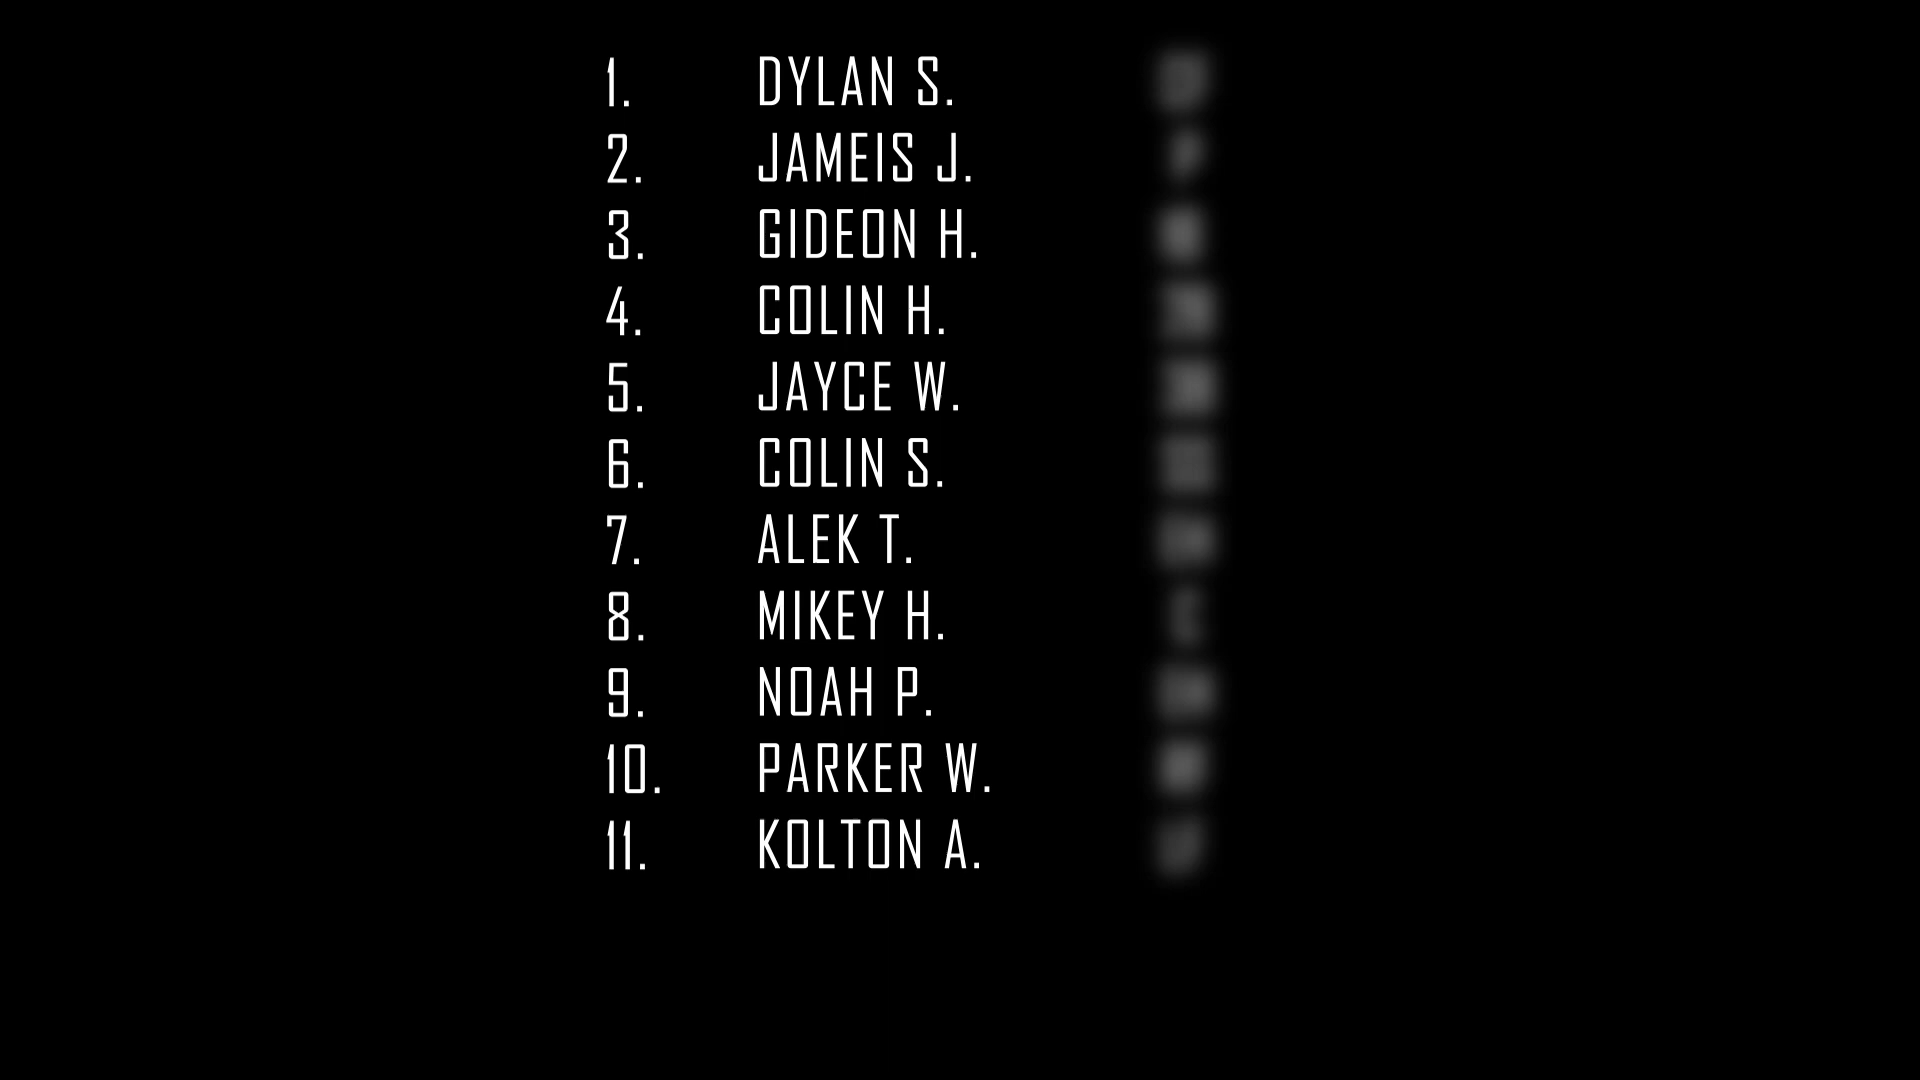 1. DYLAN S.
2. JAMEIS J.
3. GIDEON H.
4. COLIN H.
5. JAYCE W.
6. COLIN S.
7. ALEK T.
8. MIKEY H.
9. NOAH P.
10. PARKER W.
11. KOLTON A.